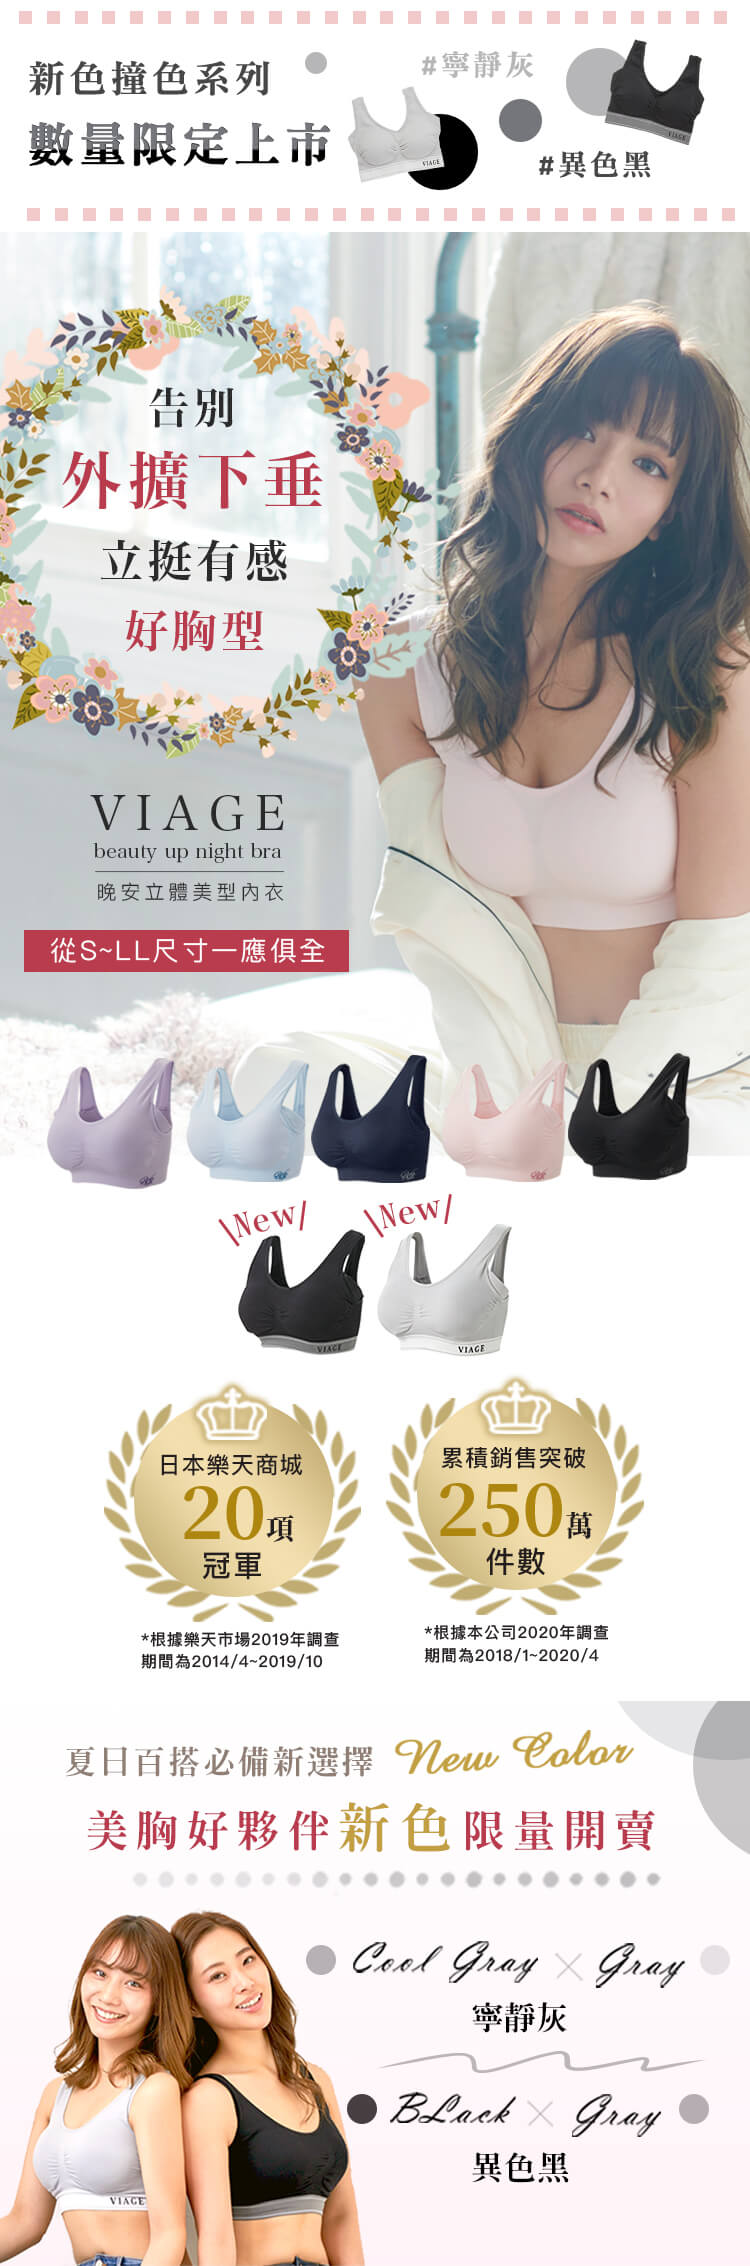 新色撞色系列
數量限定上市
#寧靜灰
VIAGE
VIAGE
#異色黑
告別
外擴下垂
立挺有感
好胸型
VIAGE
beauty up night bra
晚安立體美型內衣
從S~LL尺寸一應俱全
\New/
\New/
VIAGE
VIAGE
日本樂天商城
20項
冠軍
累積銷售突破
250萬
件數
*根據樂天市場2019年調查
期間為2014/4~2019/10
*根據本公司2020年調查
期間為2018/1~2020/4
夏日百搭必備新選擇 New Color
美胸好夥伴新色限量開賣
Cool Gray × Gray
寧靜灰
BLack × Gray
異色黑
VIAGE
VIAGE